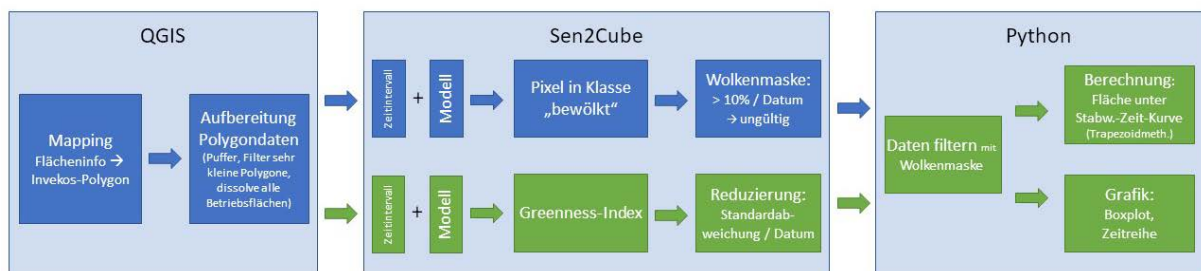 QGIS
Mapping
Flächeninfo →
Invekos-Polygon
Aufbereitung
Polygondaten
(Puffer, Filter sehr
kleine Polygone,
dissolve alle
Betriebsflächen)
Sen2Cube
Zeitintervall
+
Modell
Pixel in Klasse
„bewölkt“
Wolkenmaske:
> 10% / Datum
→ ungültig
Zeitintervall
+
Modell
Greenness-Index
Reduzierung:
Standardab-
weichung / Datum
Python
Daten filtern mit
Wolkenmaske
Berechnung:
Fläche unter
Stabw.-Zeit-Kurve
(Trapezoidmeth.)
Grafik:
Boxplot,
Zeitreihe